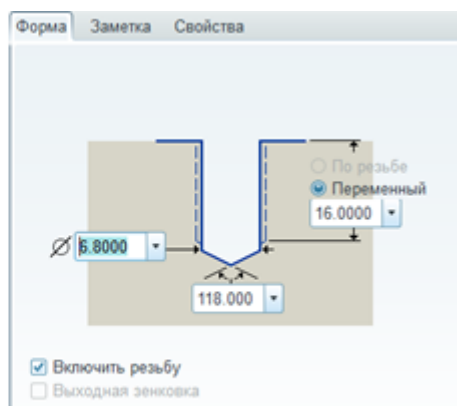 Форма Заметка Свойства
По резьбе
Переменный
16.0000
∅ 6.8000
118.000
Включить резьбу
Выходная зенковка